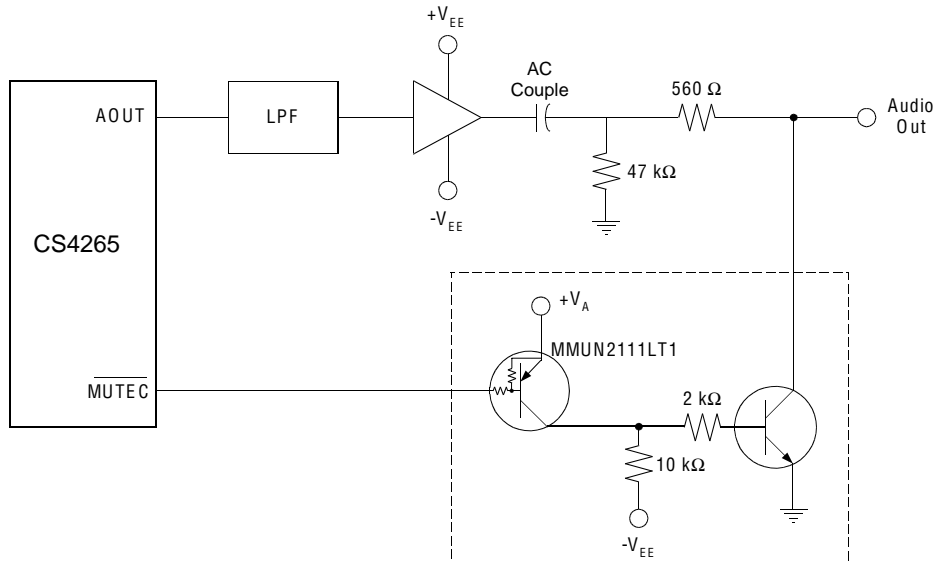 +V_EE
AC
Couple
560 Ω
AOUT
LPF
Audio
Out
47 kΩ
-V_EE
CS4265
+V_A
MMUN2111LT1
MUTEC
2 kΩ
10 kΩ
-V_EE